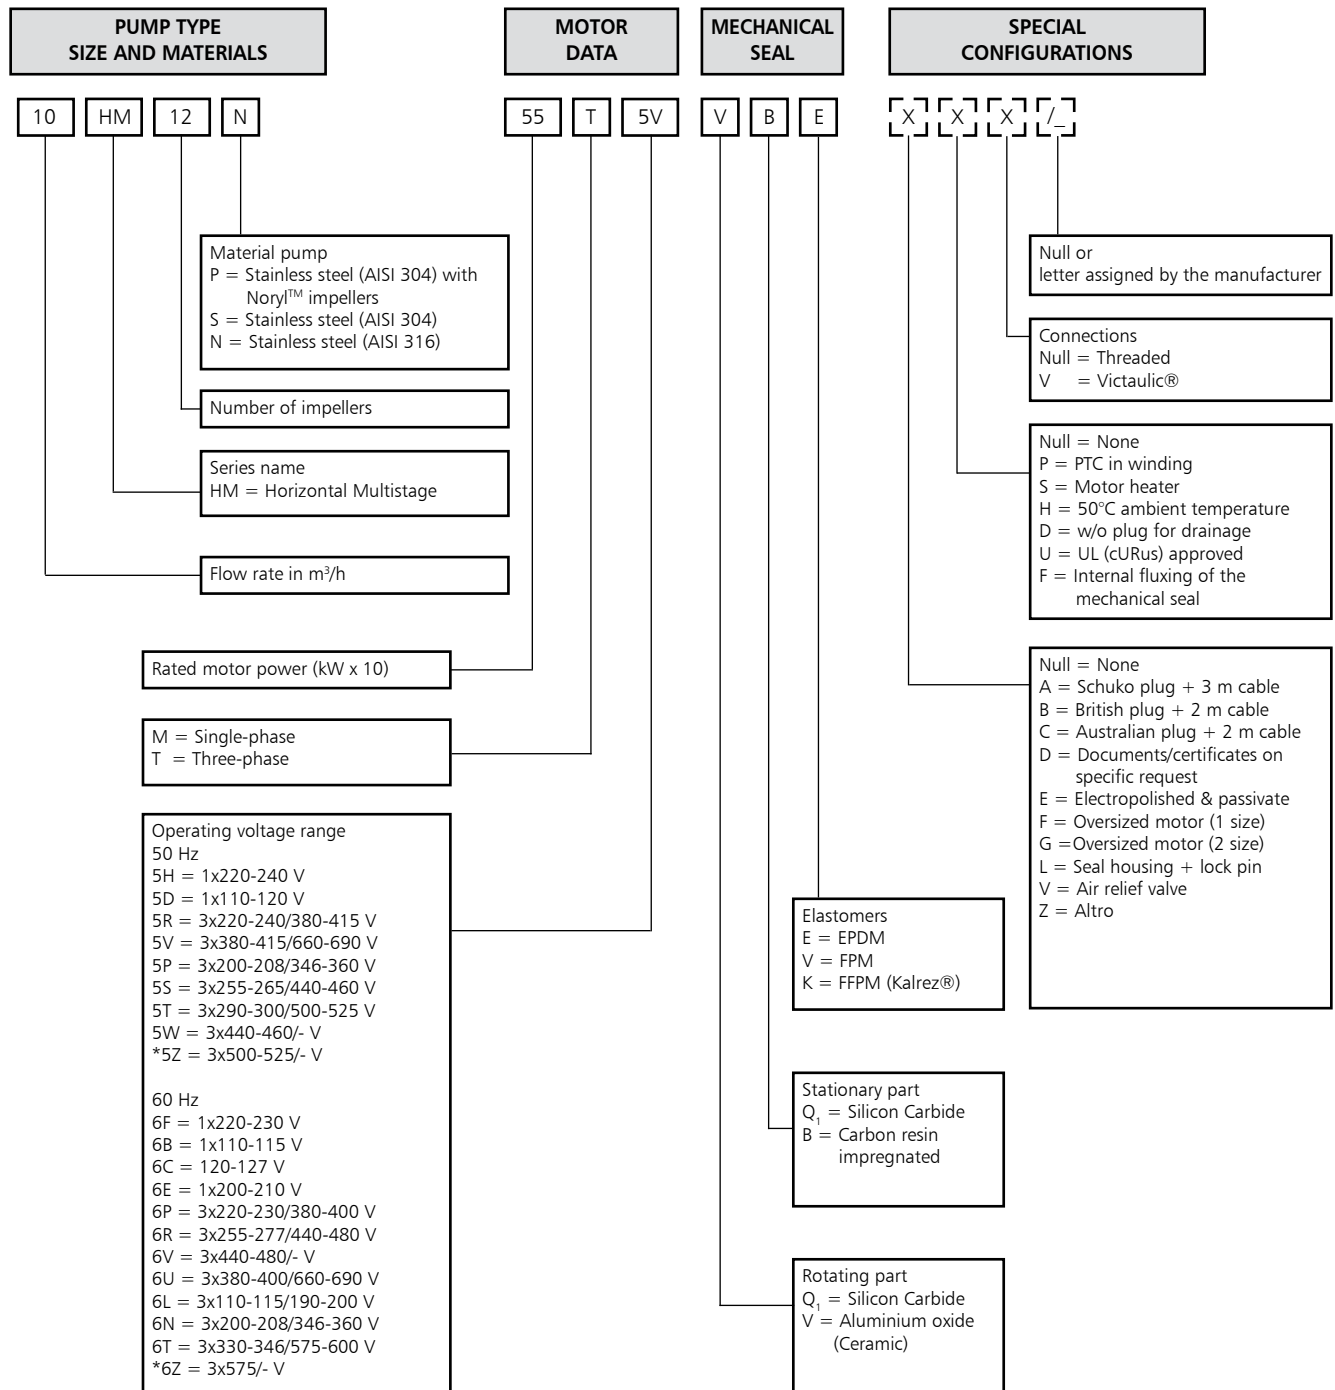 PUMP TYPE
SIZE AND MATERIALS
MOTOR
DATA
MECHANICAL
SEAL
SPECIAL
CONFIGURATIONS
10 HM 12 N 55 T 5V V B E X X X /_
Material pump
P = Stainless steel (AISI 304) with
Noryl™ impellers
S = Stainless steel (AISI 304)
N = Stainless steel (AISI 316)
Number of impellers
Series name
HM = Horizontal Multistage
Flow rate in m³/h
Rated motor power (kW x 10)
M = Single-phase
T = Three-phase
Operating voltage range
50 Hz
5H = 1x220-240 V
5D = 1x110-120 V
5R = 3x220-240/380-415 V
5V = 3x380-415/660-690 V
5P = 3x200-208/346-360 V
5S = 3x255-265/440-460 V
5T = 3x290-300/500-525 V
5W = 3x440-460/- V
*5Z = 3x500-525/- V
60 Hz
6F = 1x220-230 V
6B = 1x110-115 V
6C = 120-127 V
6E = 1x200-210 V
6P = 3x220-230/380-400 V
6R = 3x255-277/440-480 V
6V = 3x440-480/- V
6U = 3x380-400/660-690 V
6L = 3x110-115/190-200 V
6N = 3x200-208/346-360 V
6T = 3x330-346/575-600 V
*6Z = 3x575/- V
Elastomers
E = EPDM
V = FPM
K = FFPM (Kalrez®)
Stationary part
Q₁ = Silicon Carbide
B = Carbon resin
impregnated
Rotating part
Q₁ = Silicon Carbide
V = Aluminium oxide
(Ceramic)
Null or
letter assigned by the manufacturer
Connections
Null = Threaded
V = Victaulic®
Null = None
P = PTC in winding
S = Motor heater
H = 50°C ambient temperature
D = w/o plug for drainage
U = UL (cURus) approved
F = Internal fluxing of the
mechanical seal
Null = None
A = Schuko plug + 3 m cable
B = British plug + 2 m cable
C = Australian plug + 2 m cable
D = Documents/certificates on
specific request
E = Electropolished & passivate
F = Oversized motor (1 size)
G =Oversized motor (2 size)
L = Seal housing + lock pin
V = Air relief valve
Z = Altro